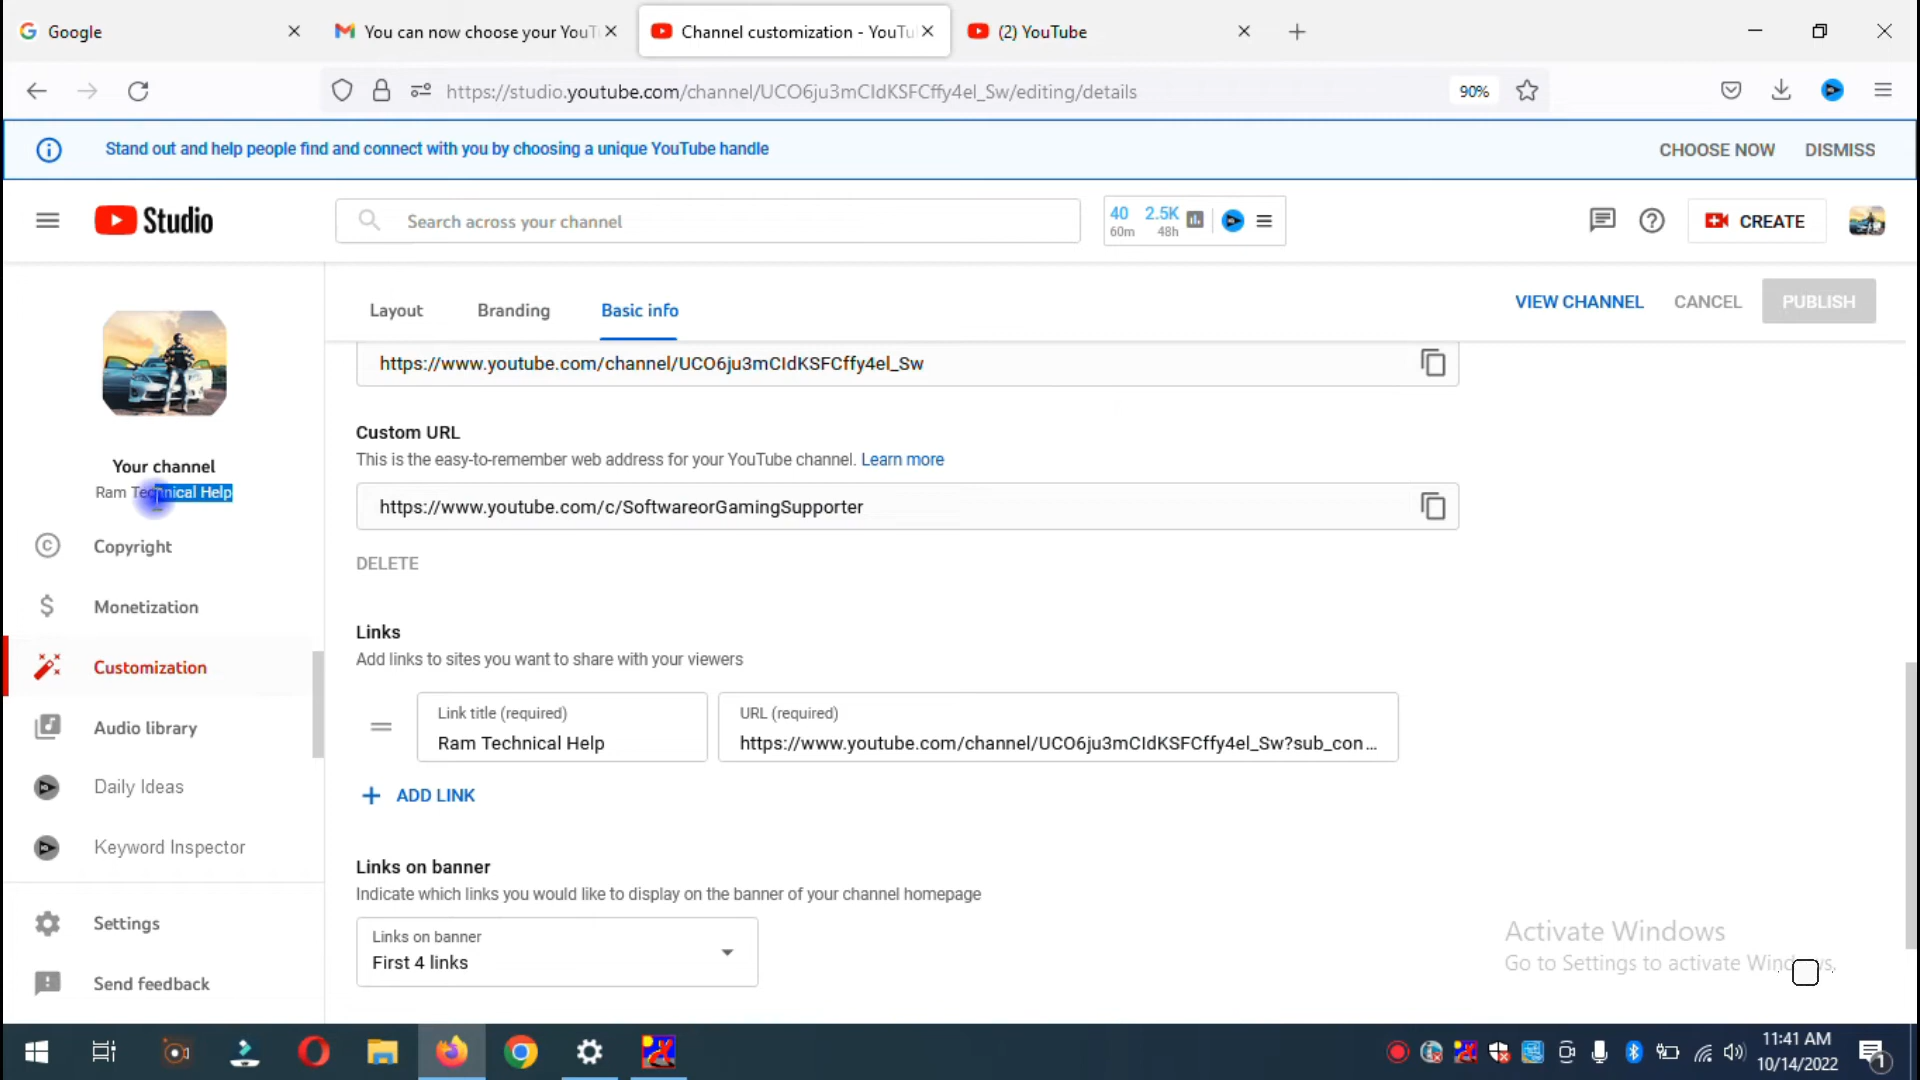 Google
You can now choose your YouT
Channel customization - YouTu
(2) YouTube
https://studio.youtube.com/channel/UCO6ju3mCIdKSFCffy4el_Sw/editing/details
90%
Stand out and help people find and connect with you by choosing a unique YouTube handle
CHOOSE NOW
DISMISS
Studio
Search across your channel
40 2.5K
60m 48h
CREATE
Layout
Branding
Basic info
VIEW CHANNEL
CANCEL
PUBLISH
https://www.youtube.com/channel/UCO6ju3mCIdKSFCffy4el_Sw
Custom URL
This is the easy-to-remember web address for your YouTube channel. Learn more
https://www.youtube.com/c/SoftwareorGamingSupporter
DELETE
Links
Add links to sites you want to share with your viewers
Link title (required)
Ram Technical Help
URL (required)
https://www.youtube.com/channel/UCO6ju3mCIdKSFCffy4el_Sw?sub_con...
ADD LINK
Links on banner
Indicate which links you would like to display on the banner of your channel homepage
Links on banner
First 4 links
Your channel
Ram Technical Help
Copyright
Monetization
Customization
Audio library
Daily Ideas
Keyword Inspector
Settings
Send feedback
Activate Windows
Go to Settings to activate Windows.
11:41 AM
10/14/2022
1